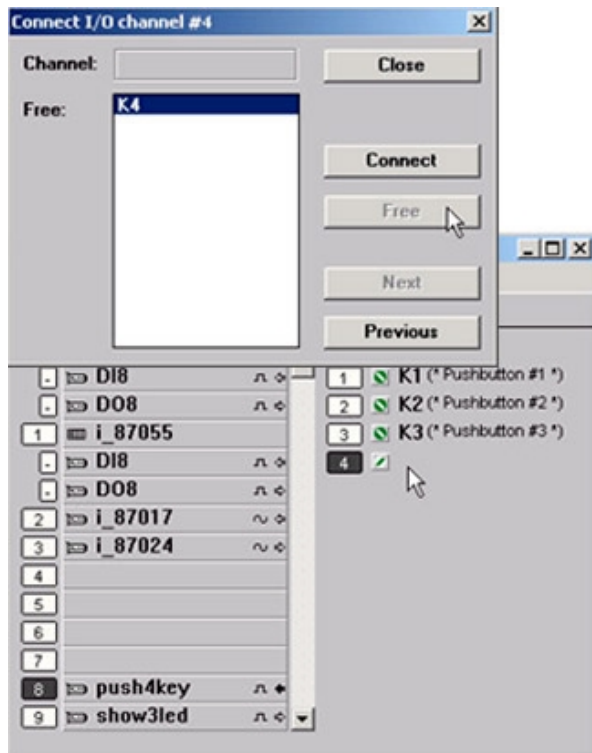 Connect I/O channel #4
Channel:
Close
Free:
K4
Connect
Free
Next
Previous
- DI8
- DO8
1 i_87055
- DI8
- DO8
2 i_87017
3 i_87024
4
5
6
7
8 push4key
9 show3led
1 K1 (* Pushbutton #1 *)
2 K2 (* Pushbutton #2 *)
3 K3 (* Pushbutton #3 *)
4